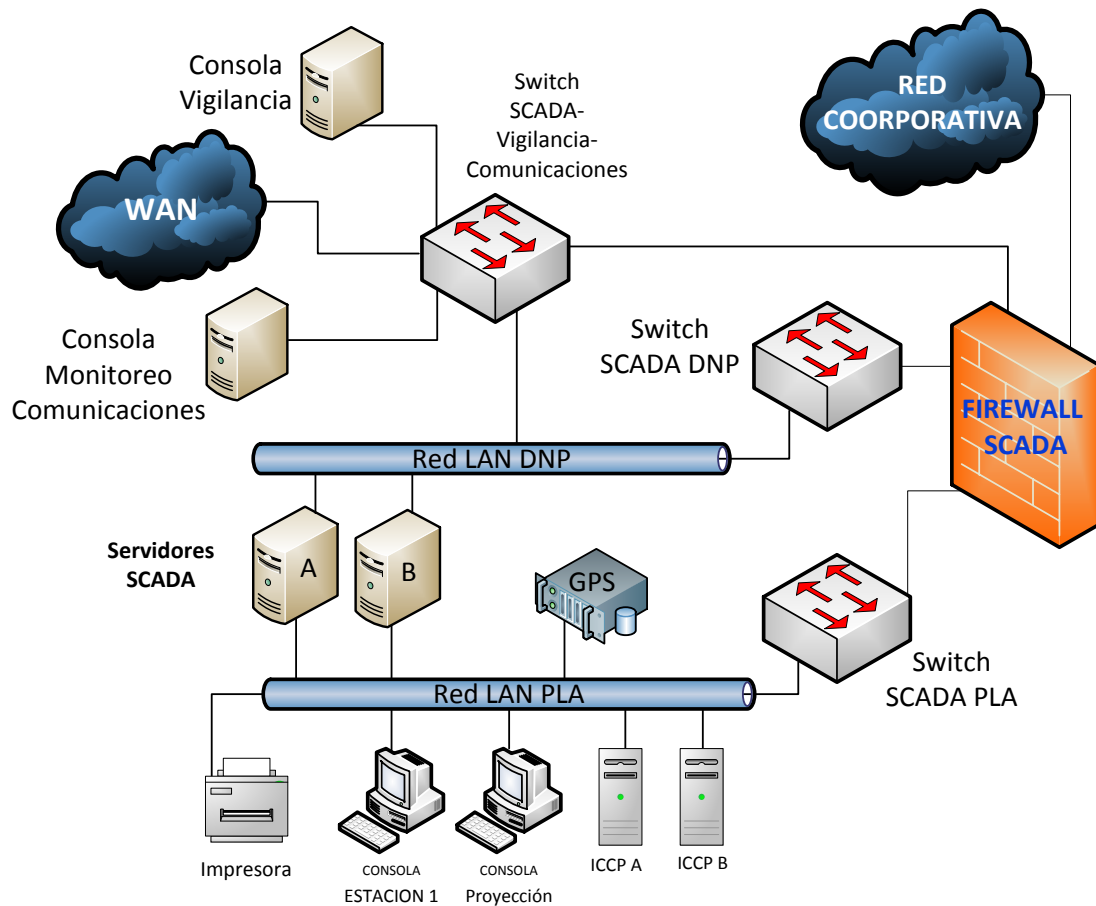 Consola
Vigilancia
Switch
SCADA-
Vigilancia-
Comunicaciones
RED
COORPORATIVA
WAN
Consola
Monitoreo
Comunicaciones
Switch
SCADA DNP
FIREWALL
SCADA
Red LAN DNP
Servidores
SCADA
A
B
GPS
Switch
SCADA PLA
Red LAN PLA
Impresora
CONSOLA
ESTACION 1
CONSOLA
Proyección
ICCP A
ICCP B